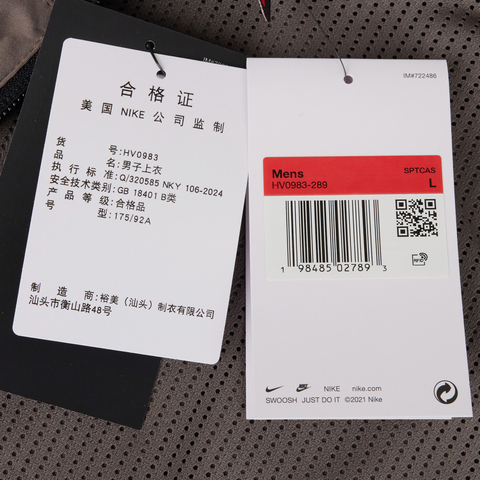 合格证
美国 NIKE 公司监制
货 号:HV0983
品 名:男子上衣
执行标准:Q/320585 NKY 106-2024
安全技术类别:GB 18401 B类
产品等级:合格品
号 型:175/92A
制造商:裕美(汕头)制衣有限公司
汕头市衡山路48号
IM#722486
Mens
SPTCAS
HV0983-289
L
1 98485 02789 3
RFID
NIKE nike.com
SWOOSH JUST DO IT ©2021 Nike